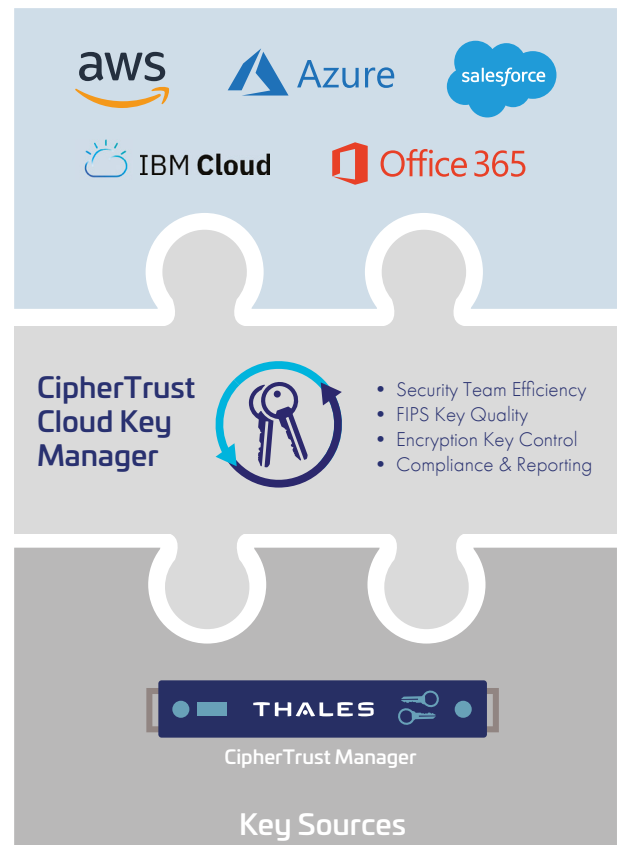 aws
Azure
salesforce
IBM Cloud
Office 365
CipherTrust
Cloud Key
Manager
• Security Team Efficiency
• FIPS Key Quality
• Encryption Key Control
• Compliance & Reporting
THALES
CipherTrust Manager
Key Sources